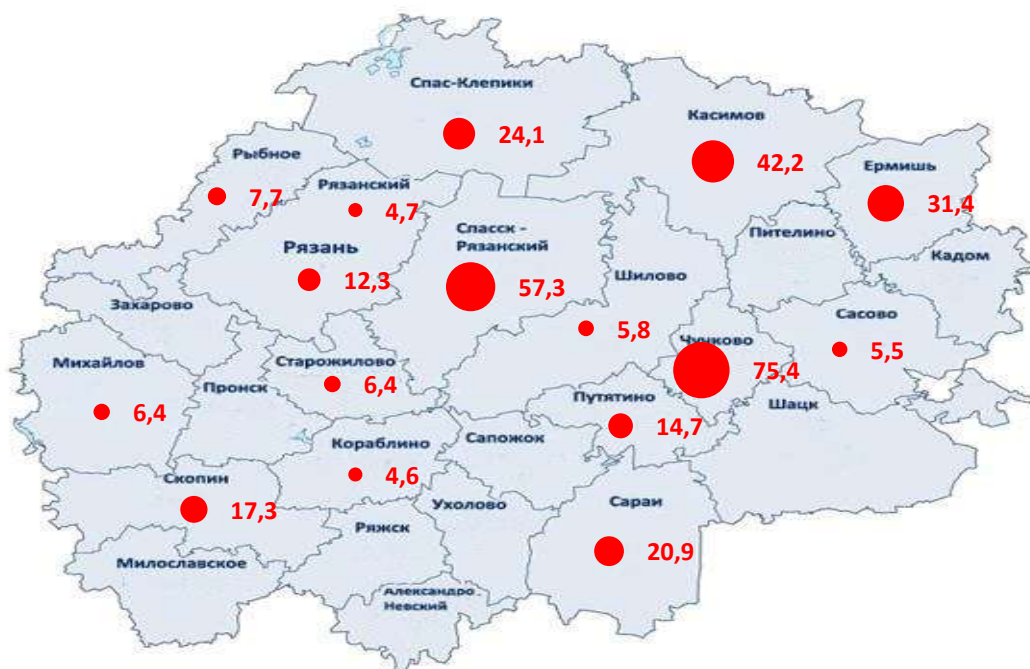 Спас-Клепики
24,1
Касимов
42,2
Рыбное
7,7
Рязанский
4,7
Ермишь
31,4
Рязань
12,3
Спасск -
Рязанский
57,3
Шилово
5,8
Пителино
Кадом
Захарово
Сасово
5,5
Михайлов
6,4
Пронск
Старожилово
6,4
Чучково
75,4
Путятино
14,7
Шацк
Кораблино
4,6
Сапожок
Скопин
17,3
Ухолово
Сараи
20,9
Ряжск
Милославское
Александро
Невский